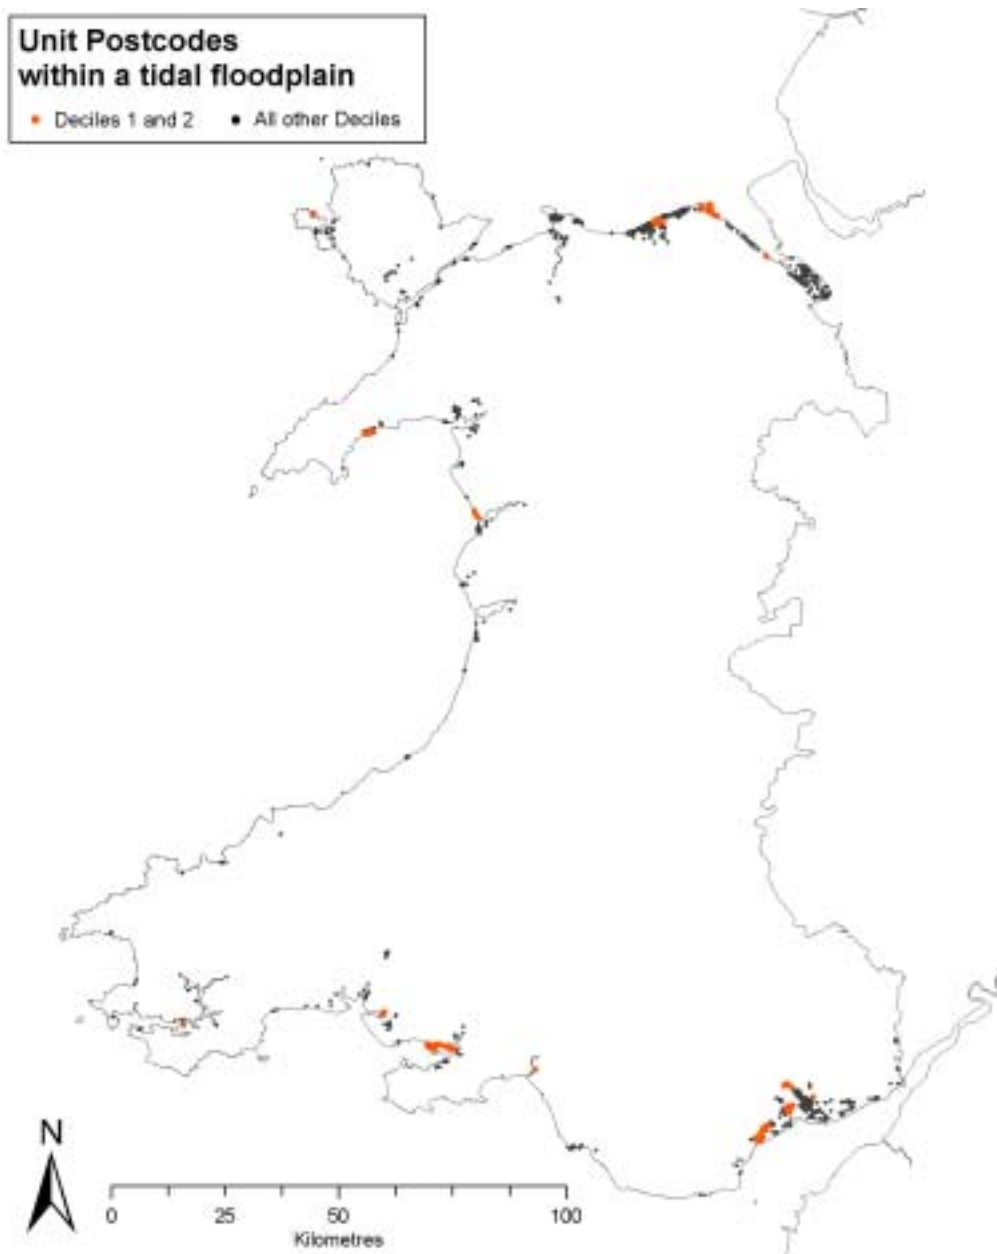 Unit Postcodes
within a tidal floodplain
Deciles 1 and 2 All other Deciles
N
0 25 50 100
Kilometres